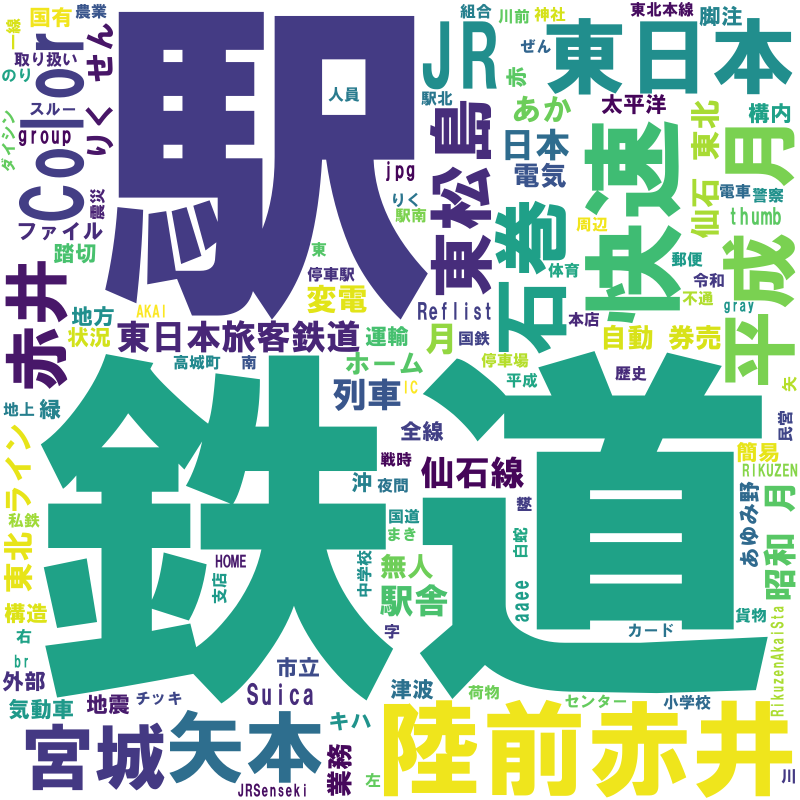 国有
農業
一線
のり
取り扱い
スルー
group
ダイシン
Color
りく
せん
震災
ファイル
踏切
駅
人員
jpg
りく
駅南
JR
組合
川前
神社
ぜん
赤
駅北
あか
日本
電気
東北本線
脚注
太平洋
構内
東日本
東松島
石巻
快速
周辺
体育
東北
仙石
月
電車
警察
thumb
郵便
令和
不通
gray
平成
赤井
地方
状況
AKAI
東
停車駅
変電
Reflist
本店
東日本旅客鉄道
運輸
月
国鉄
自動
券売
高城町
南
ホーム
停車場
IC
平成
歴史
矢
地上
緑
列車
全線
民営
鉄道
戦時
仙石線
沖
夜間
簡易
RIKUZEN
ライン
東北
私鉄
国道
まき
白蛇
あゆみ野
月
昭和
HOME
支店
中学校
無人
駅舎
aaee
構造
右
字
カード
貨物
br
外部
市立
Suica
津波
荷物
センター
小学校
RikuzenAkaiSta
気動車
地震
チッキ
キハ
宮城
矢本
業務
左
陸前赤井
JRSenseki
川